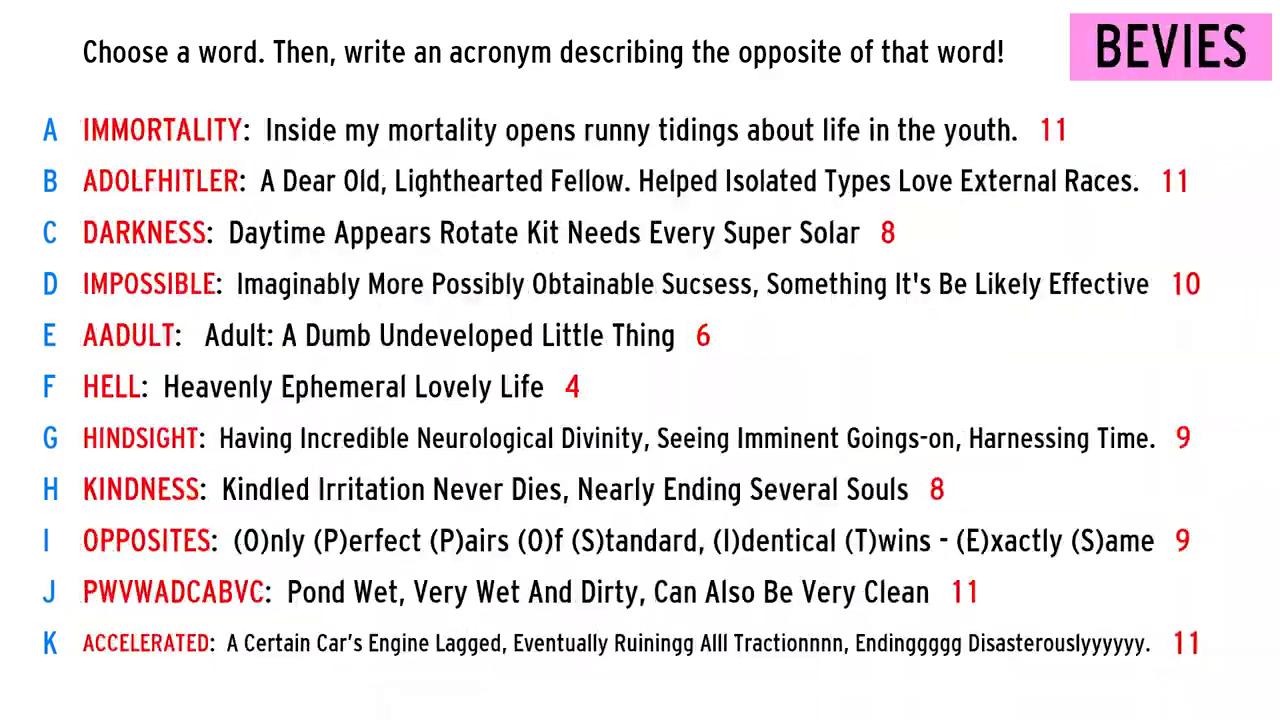 Choose a word. Then, write an acronym describing the opposite of that word!
BEVIES
A IMMORTALITY: Inside my mortality opens runny tidings about life in the youth. 11
B ADOLFHITLER: A Dear Old, Lighthearted Fellow. Helped Isolated Types Love External Races. 11
C DARKNESS: Daytime Appears Rotate Kit Needs Every Super Solar 8
D IMPOSSIBLE: Imaginably More Possibly Obtainable Sucsess, Something It's Be Likely Effective 10
E AADULT: Adult: A Dumb Undeveloped Little Thing 6
F HELL: Heavenly Ephemeral Lovely Life 4
G HINDSIGHT: Having Incredible Neurological Divinity, Seeing Imminent Goings-on, Harnessing Time. 9
H KINDNESS: Kindled Irritation Never Dies, Nearly Ending Several Souls 8
I OPPOSITES: (O)nly (P)erfect (P)airs (O)f (S)tandard, (I)dentical (T)wins - (E)xactly (S)ame 9
J PWVWADCABVC: Pond Wet, Very Wet And Dirty, Can Also Be Very Clean 11
K ACCELERATED: A Certain Car's Engine Lagged, Eventually Ruiningg Alll Tractionnnn, Endinggggg Disasterouslyyyyyy. 11